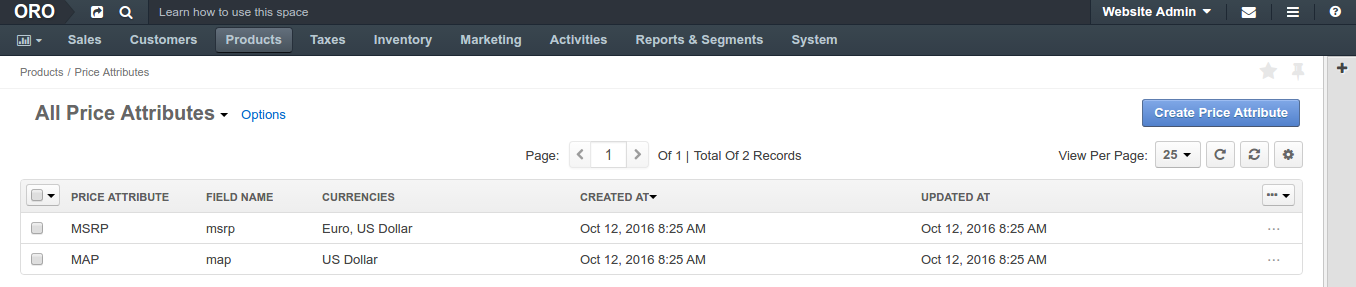 ORO Learn how to use this space Website Admin
Sales Customers Products Taxes Inventory Marketing Activities Reports & Segments System
Products / Price Attributes
All Price Attributes Options Create Price Attribute
Page: 1 Of 1 | Total Of 2 Records View Per Page: 25
PRICE ATTRIBUTE FIELD NAME CURRENCIES CREATED AT UPDATED AT
MSRP msrp Euro, US Dollar Oct 12, 2016 8:25 AM Oct 12, 2016 8:25 AM
MAP map US Dollar Oct 12, 2016 8:25 AM Oct 12, 2016 8:25 AM